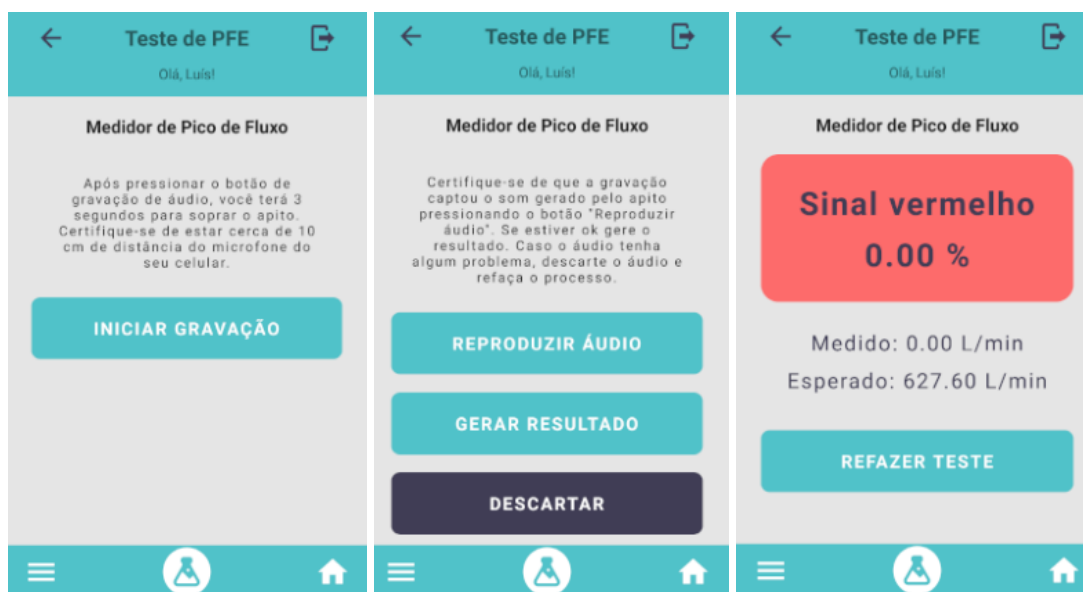 Teste de PFE
Olá, Luís!
Medidor de Pico de Fluxo
Após pressionar o botão de
gravação de áudio, você terá 3
segundos para soprar o apito.
Certifique-se de estar cerca de 10
cm de distância do microfone do
seu celular.
INICIAR GRAVAÇÃO
Teste de PFE
Olá, Luís!
Medidor de Pico de Fluxo
Certifique-se de que a gravação
captou o som gerado pelo apito
pressionando o botão "Reproduzir
áudio". Se estiver ok gere o
resultado. Caso o áudio tenha
algum problema, descarte o áudio e
refaça o processo.
REPRODUZIR ÁUDIO
GERAR RESULTADO
DESCARTAR
Teste de PFE
Olá, Luís!
Medidor de Pico de Fluxo
Sinal vermelho
0.00 %
Medido: 0.00 L/min
Esperado: 627.60 L/min
REFAZER TESTE